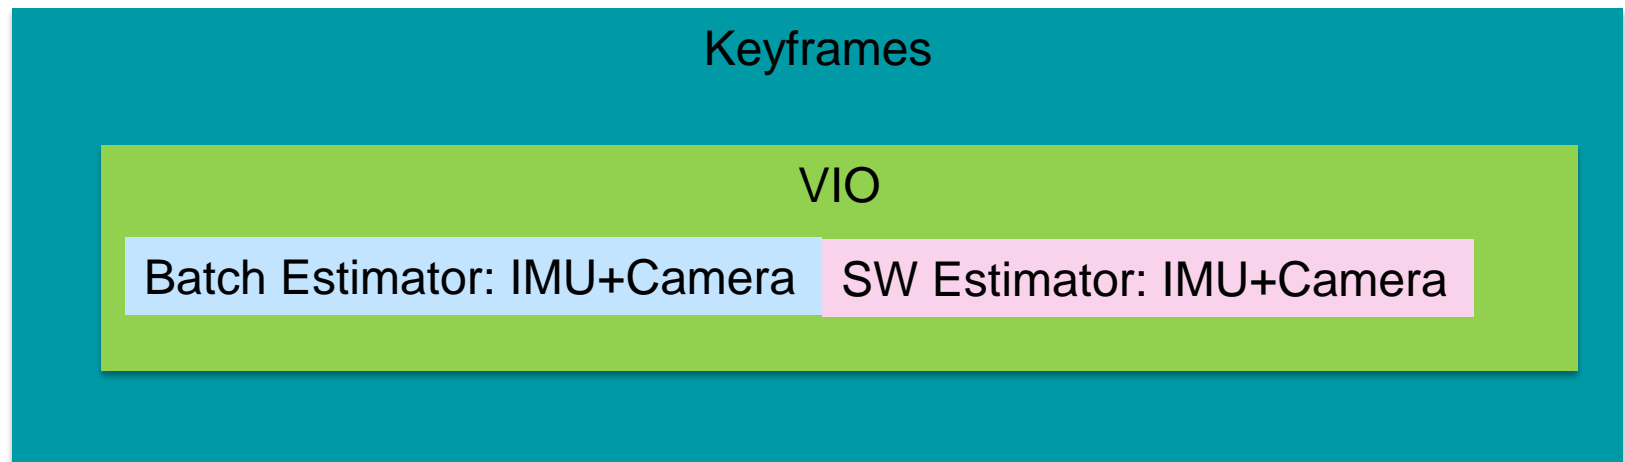 Keyframes
VIO
Batch Estimator: IMU+Camera
SW Estimator: IMU+Camera